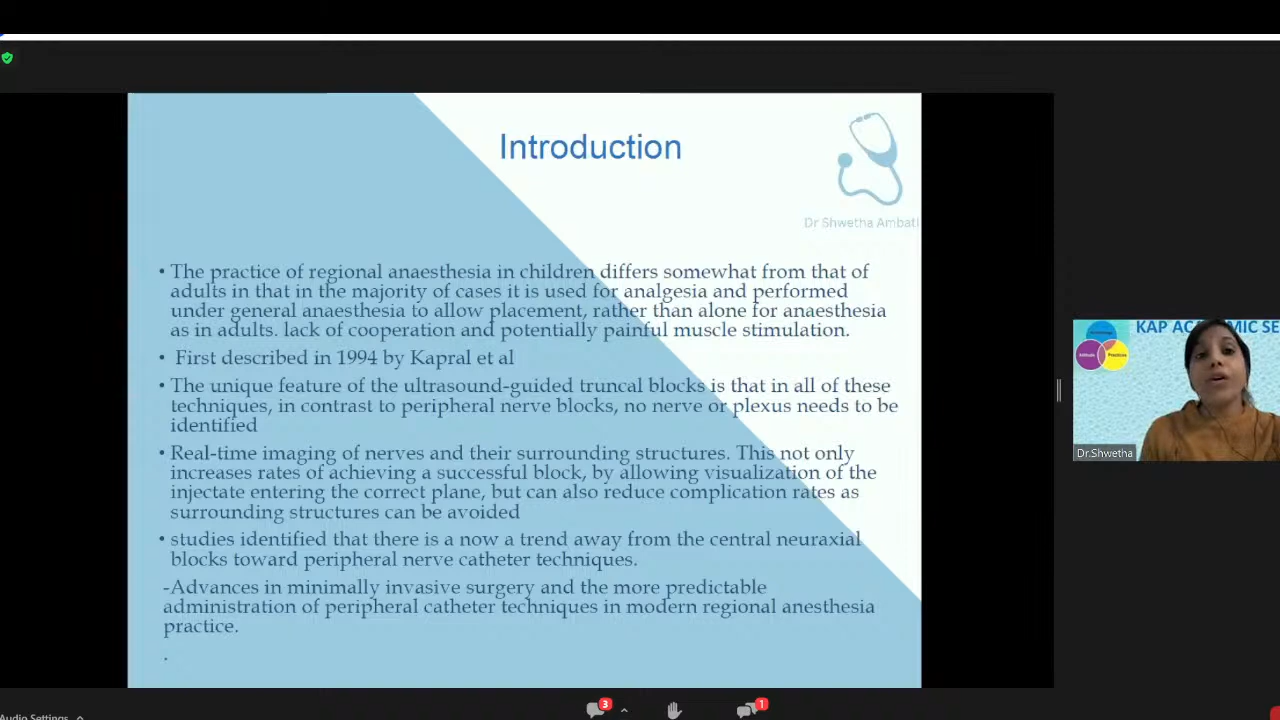 Introduction
Dr Shwetha Ambati
• The practice of regional anaesthesia in children differs somewhat from that of
adults in that in the majority of cases it is used for analgesia and performed
under general anaesthesia to allow placement, rather than alone for anaesthesia
as in adults. lack of cooperation and potentially painful muscle stimulation.
• First described in 1994 by Kapral et al
• The unique feature of the ultrasound-guided truncal blocks is that in all of these
techniques, in contrast to peripheral nerve blocks, no nerve or plexus needs to be
identified
• Real-time imaging of nerves and their surrounding structures. This not only
increases rates of achieving a successful block, by allowing visualization of the
injectate entering the correct plane, but can also reduce complication rates as
surrounding structures can be avoided
• studies identified that there is a now a trend away from the central neuraxial
blocks toward peripheral nerve catheter techniques.
-Advances in minimally invasive surgery and the more predictable
administration of peripheral catheter techniques in modern regional anesthesia
practice.
.
KAP ACADEMIC SE
Attitude
Practices
Dr.Shwetha
Audio Settings
3
1